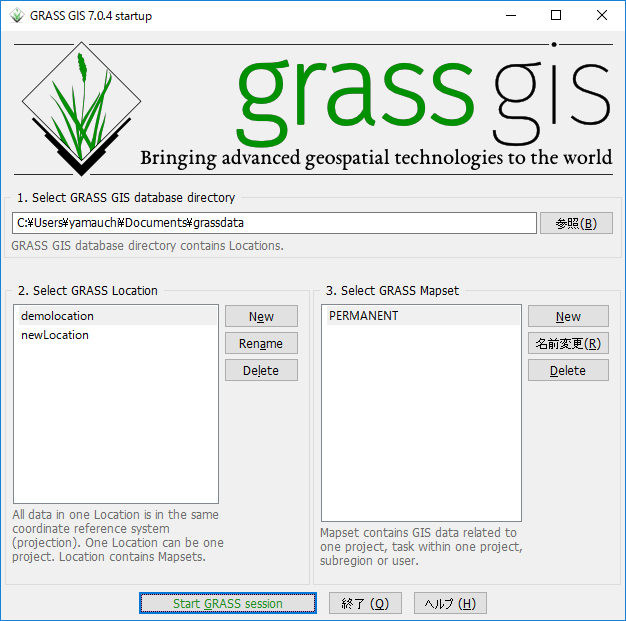 GRASS GIS 7.0.4 startup
grass gis
Bringing advanced geospatial technologies to the world
1. Select GRASS GIS database directory
C:¥Users¥yamauch¥Documents¥grassdata
参照(B)
GRASS GIS database directory contains Locations.
2. Select GRASS Location
demolocation
newLocation
New
Rename
Delete
All data in one Location is in the same
coordinate reference system
(projection). One Location can be one
project. Location contains Mapsets.
3. Select GRASS Mapset
PERMANENT
New
名前変更(R)
Delete
Mapset contains GIS data related to
one project, task within one project,
subregion or user.
Start GRASS session
終了 (Q)
ヘルプ (H)